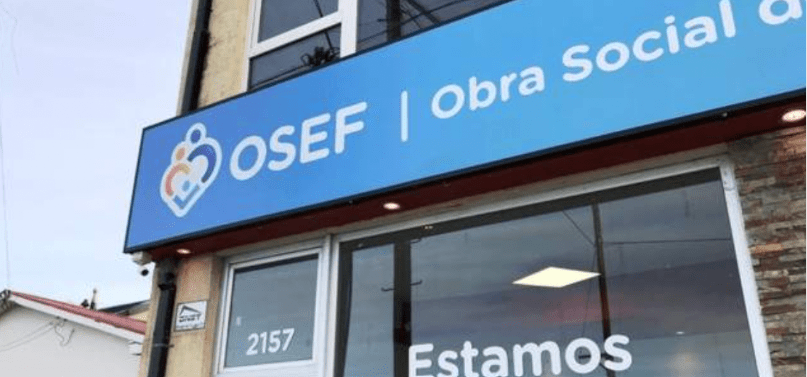 OSEF | Obra Social d
2157
Estamos